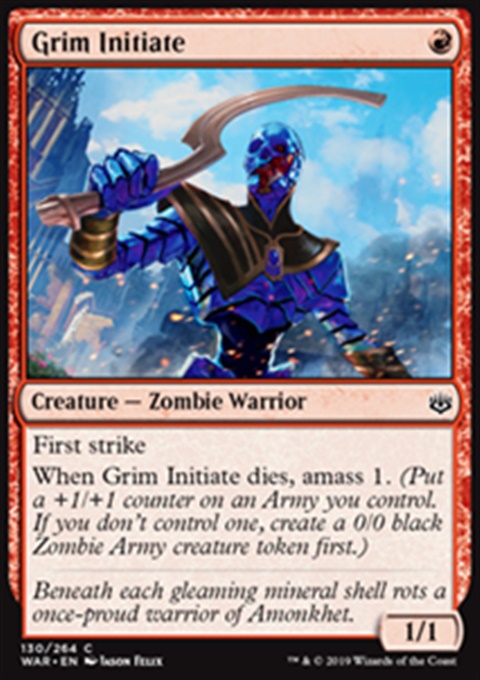 Grim Initiate
Creature — Zombie Warrior
First strike
When Grim Initiate dies, amass 1. (Put
a +1/+1 counter on an Army you control.
If you don't control one, create a 0/0 black
Zombie Army creature token first.)
Beneath each gleaming mineral shell rots a
once-proud warrior of Amonkhet.
1/1
130/264 C
WAR • EN Jason Felix
™ & © 2019 Wizards of the Coast